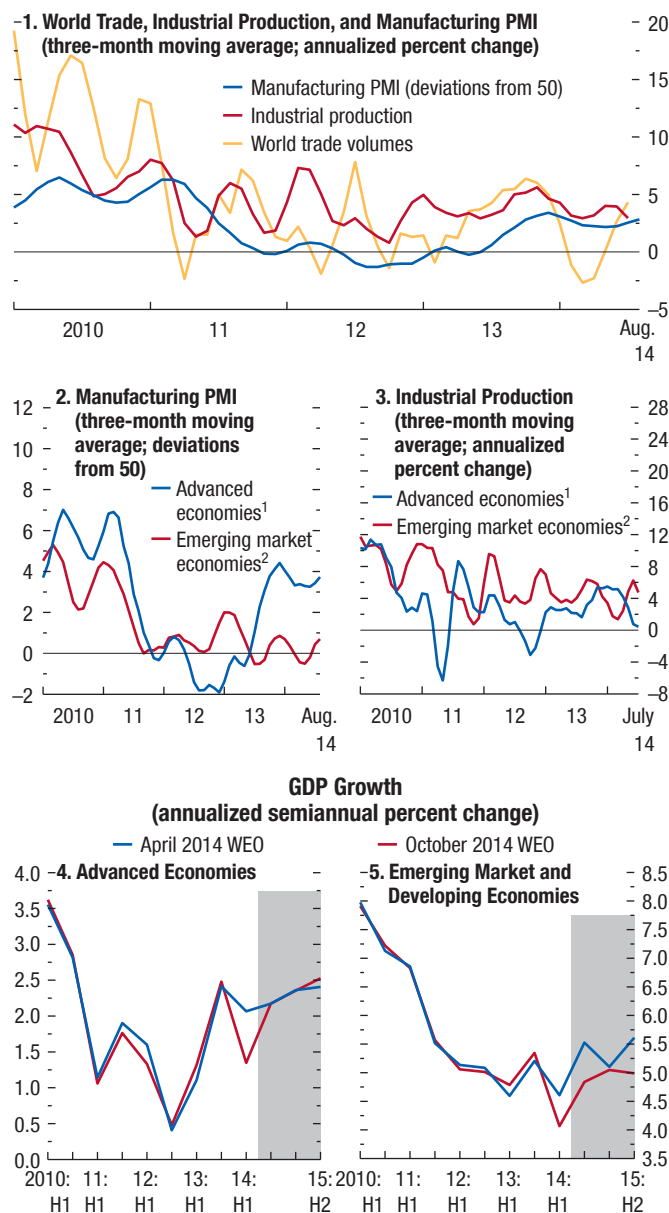 1. World Trade, Industrial Production, and Manufacturing PMI
(three-month moving average; annualized percent change)
Manufacturing PMI (deviations from 50)
Industrial production
World trade volumes
20
15
10
5
0
–5
2010 11 12 13 Aug.
14
2. Manufacturing PMI
(three-month moving
average; deviations
from 50)
Advanced
economies1
Emerging market
economies2
12
10
8
6
4
2
0
–2
2010 11 12 13 Aug.
14
3. Industrial Production
(three-month moving
average; annualized
percent change)
Advanced economies1
Emerging market economies2
28
24
20
16
12
8
4
0
–4
–8
2010 11 12 13 July
14
GDP Growth
(annualized semiannual percent change)
April 2014 WEO October 2014 WEO
4. Advanced Economies
4.0
3.5
3.0
2.5
2.0
1.5
1.0
0.5
0.0
2010: 11: 12: 13: 14: 15:
H1 H1 H1 H1 H1 H2
5. Emerging Market and
Developing Economies
8.5
8.0
7.5
7.0
6.5
6.0
5.5
5.0
4.5
4.0
3.5
2010: 11: 12: 13: 14: 15:
H1 H1 H1 H1 H1 H2